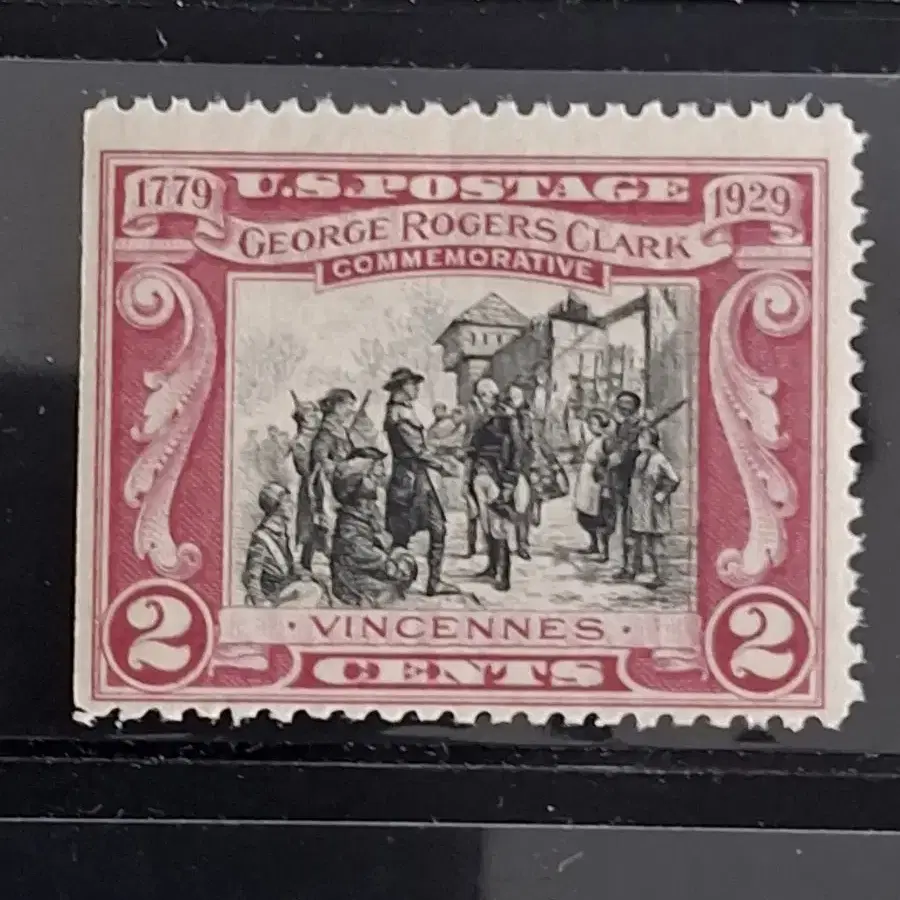 1779 U.S. POSTAGE 1929
GEORGE ROGERS CLARK
COMMEMORATIVE
· VINCENNES ·
2 CENTS 2